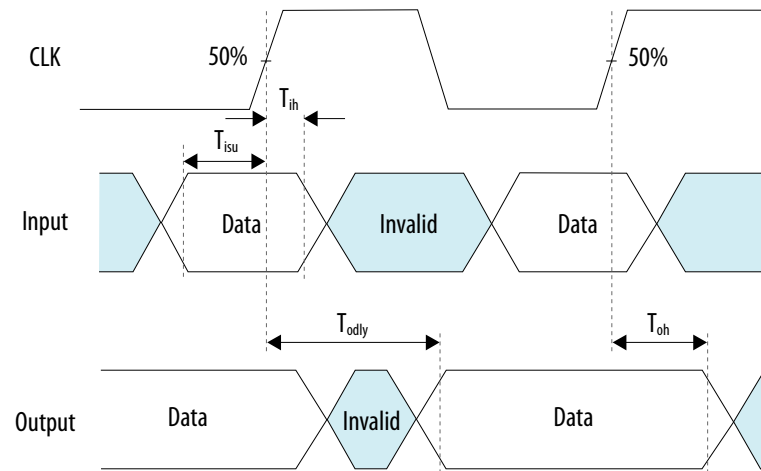 CLK
50%
50%
Tih
Tisu
Input
Data
Invalid
Data
Todly
Toh
Output
Data
Invalid
Data